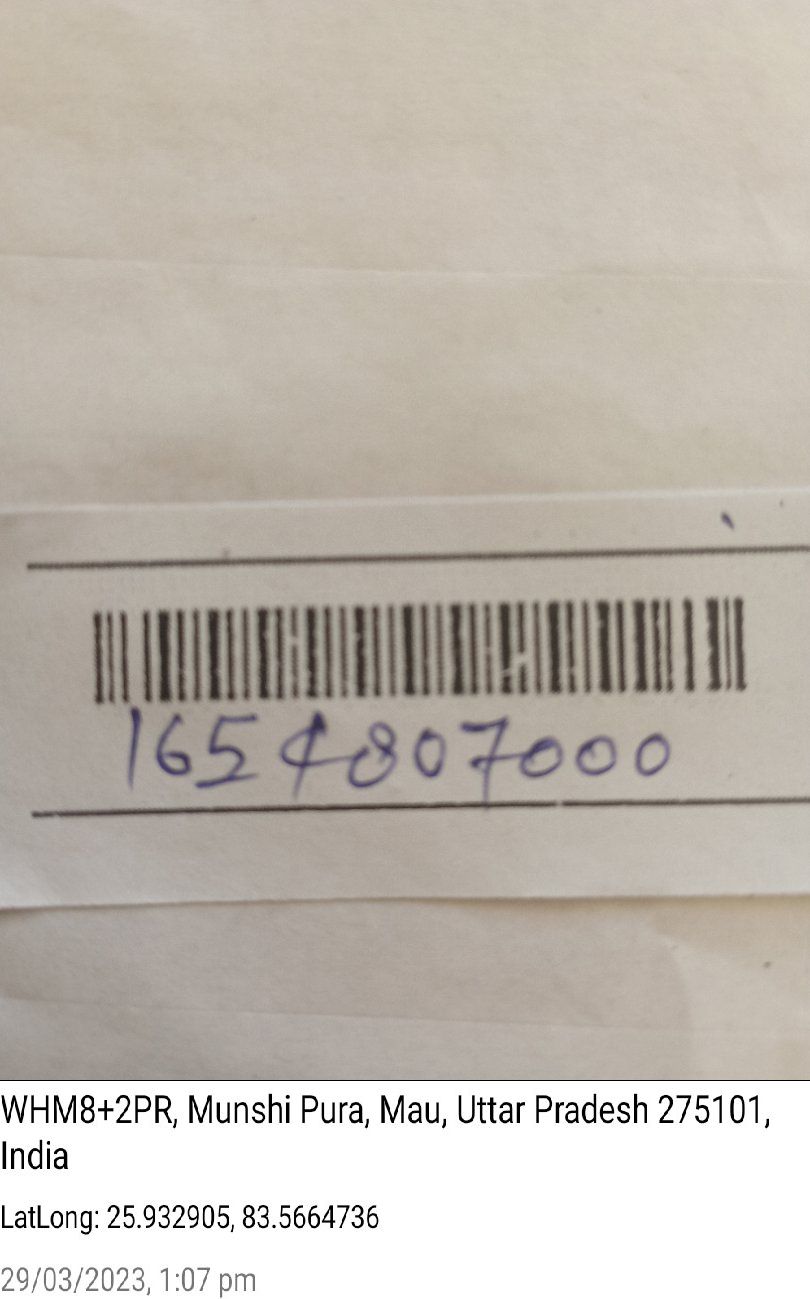 1654807000
WHM8+2PR, Munshi Pura, Mau, Uttar Pradesh 275101,
India
LatLong: 25.932905, 83.5664736
29/03/2023, 1:07 pm